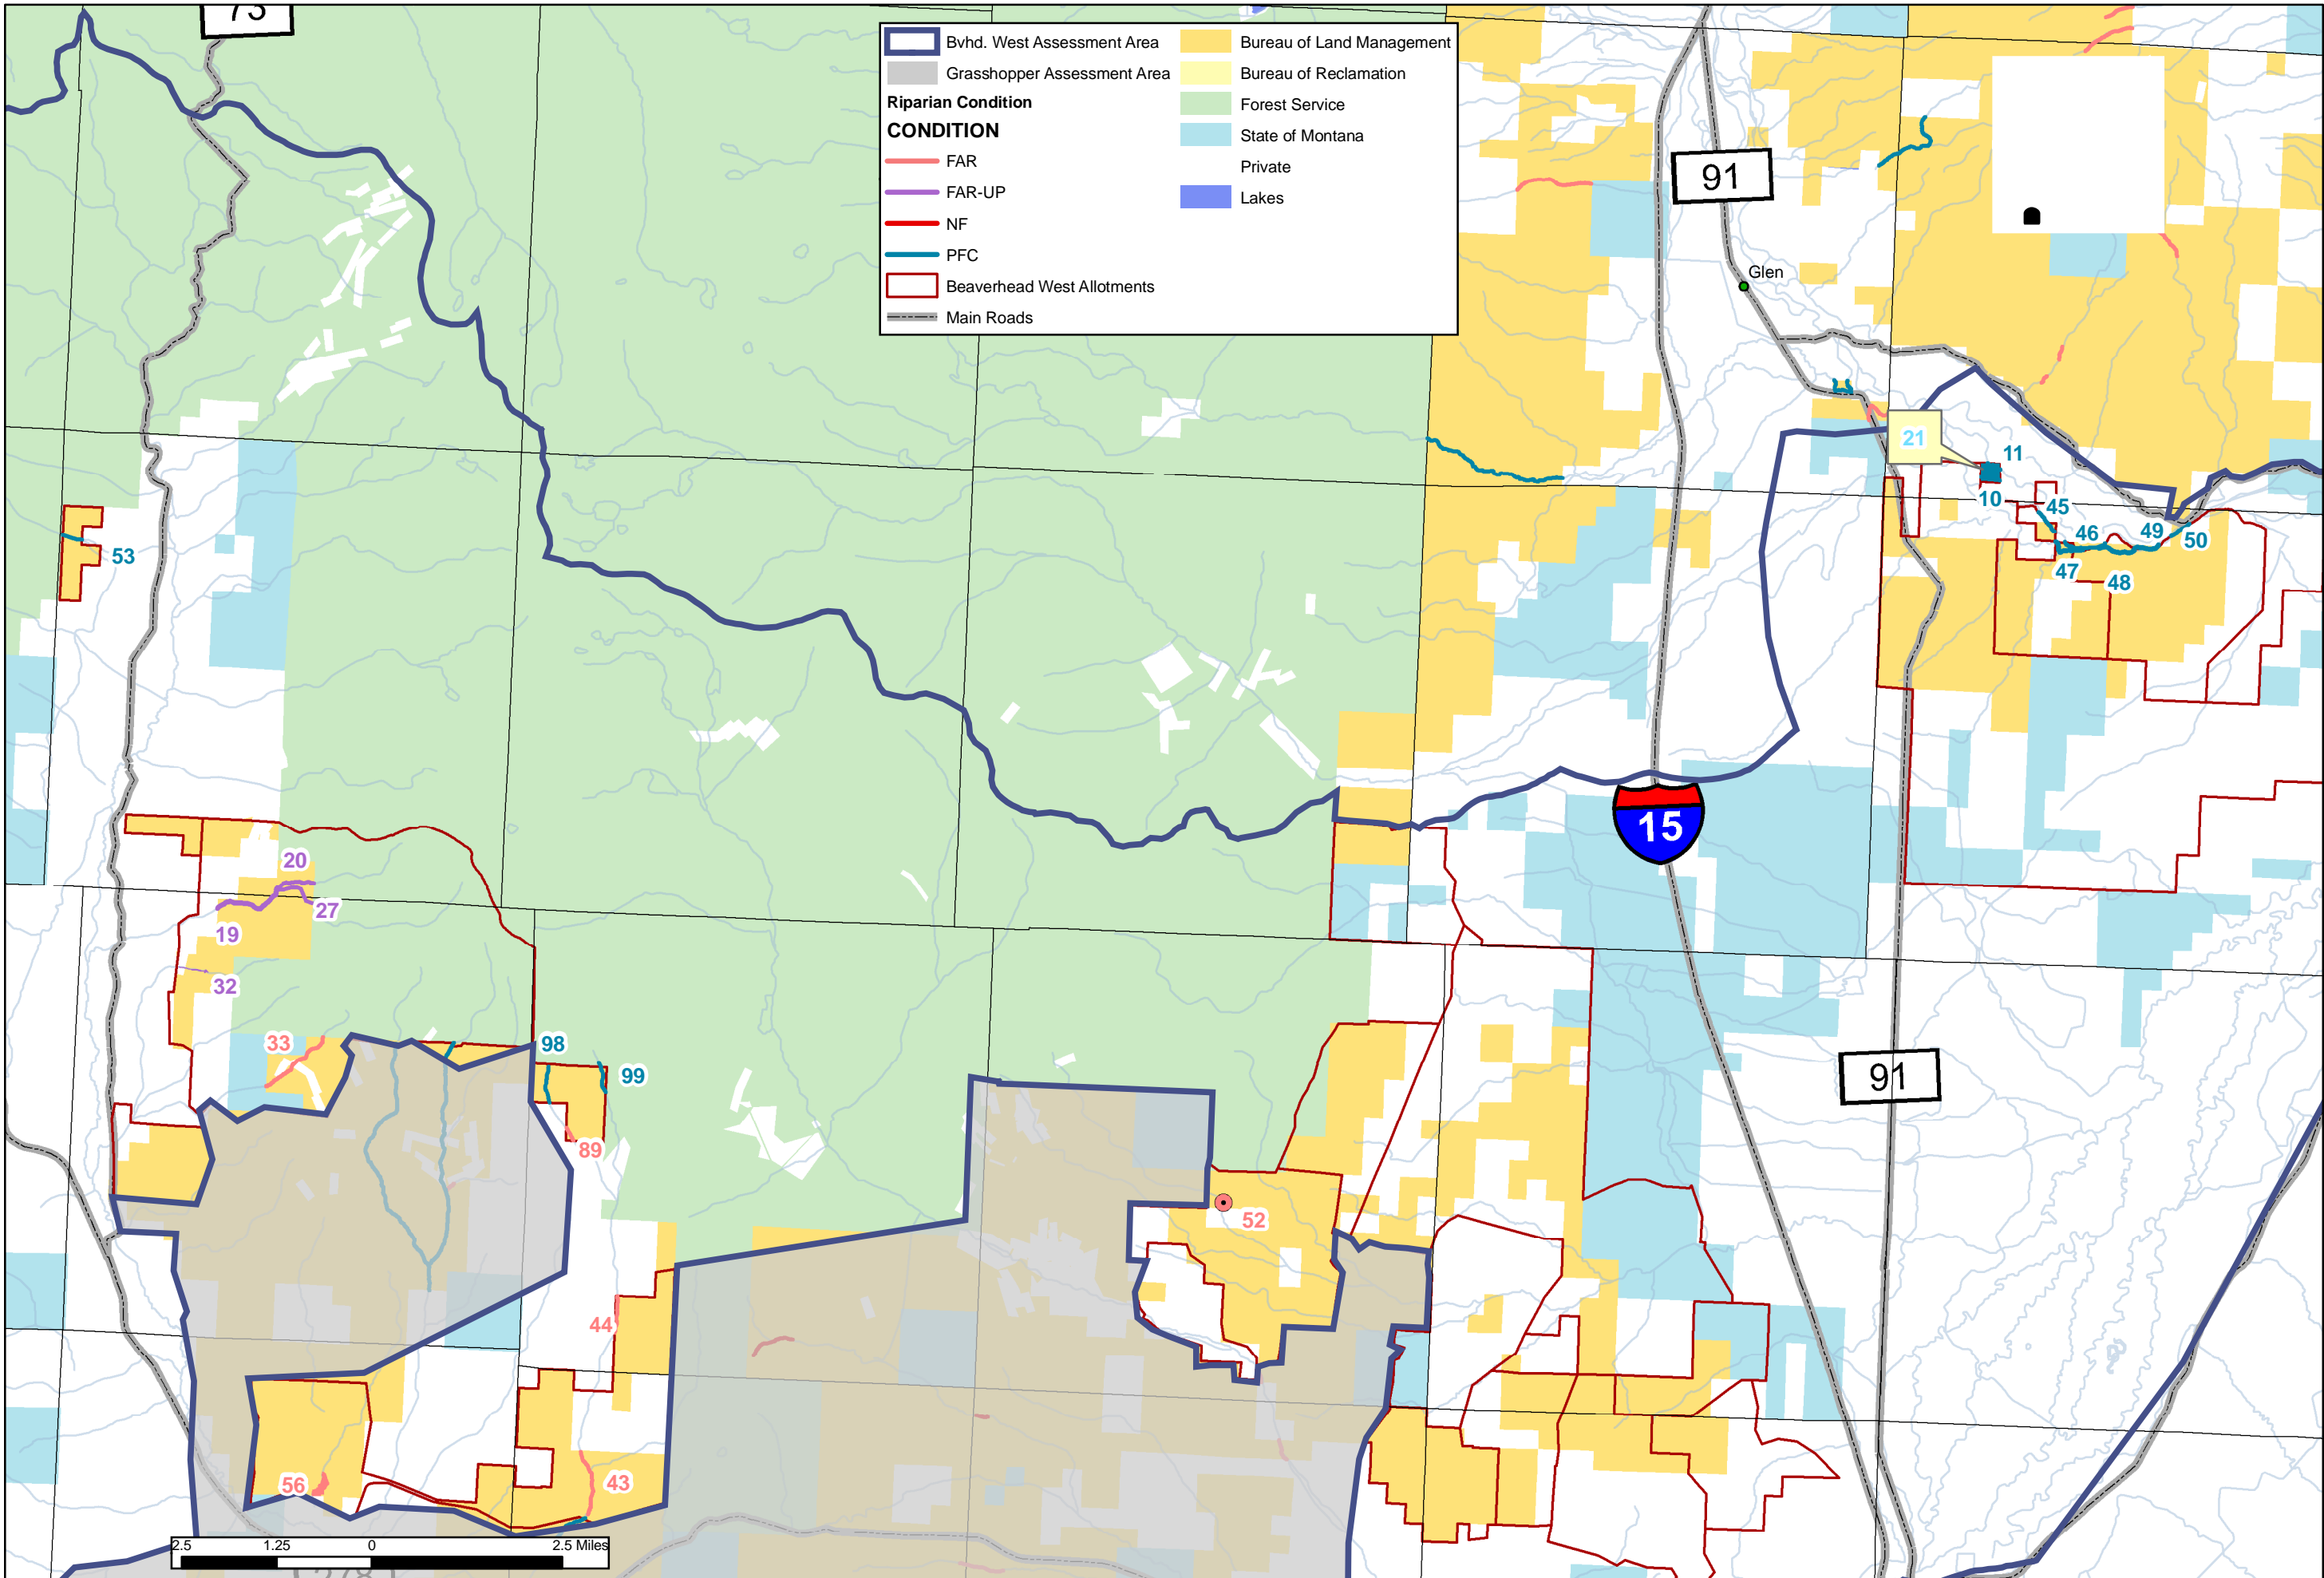 73
Bvhd. West Assessment Area
Grasshopper Assessment Area
Riparian Condition
CONDITION
FAR
FAR-UP
NF
PFC
Beaverhead West Allotments
Main Roads
Bureau of Land Management
Bureau of Reclamation
Forest Service
State of Montana
Private
Lakes
91
Glen
21
11
10
45
46
49
50
47
48
53
15
20
27
19
32
33
98
99
89
91
52
44
56
43
2.5 1.25 0 2.5 Miles
278